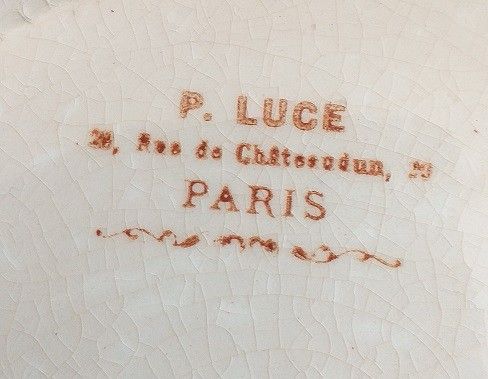 P. LUCE
Rue de Châteaudun,
PARIS